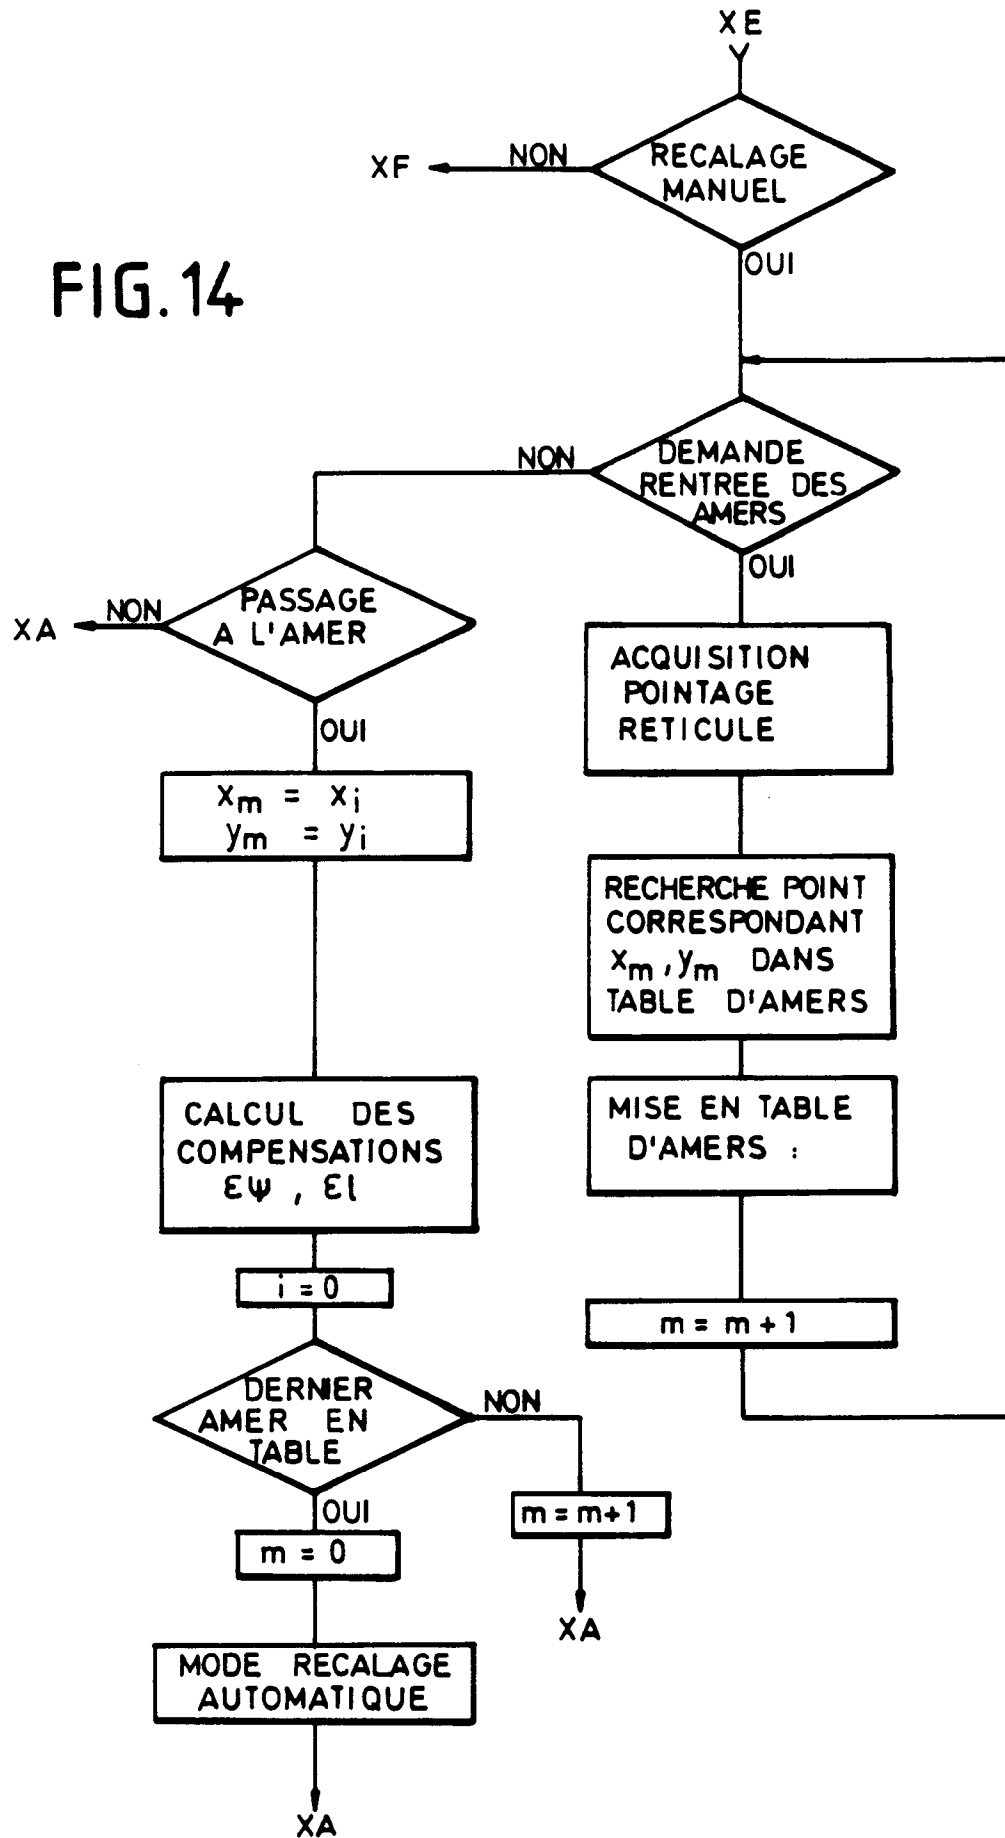 XE
RECALAGE
MANUEL
NON
XF
OUI
FIG. 14
DEMANDE
RENTREE DES
AMERS
NON
OUI
PASSAGE
A L'AMER
NON
XA
OUI
ACQUISITION
POINTAGE
RETICULE
xm = xi
ym = yi
RECHERCHE POINT
CORRESPONDANT
xm, ym DANS
TABLE D'AMERS
CALCUL DES
COMPENSATIONS
εψ, εl
MISE EN TABLE
D'AMERS :
i = 0
m = m + 1
DERNIER
AMER EN
TABLE
NON
OUI
m = m+1
XA
m = 0
MODE RECALAGE
AUTOMATIQUE
XA